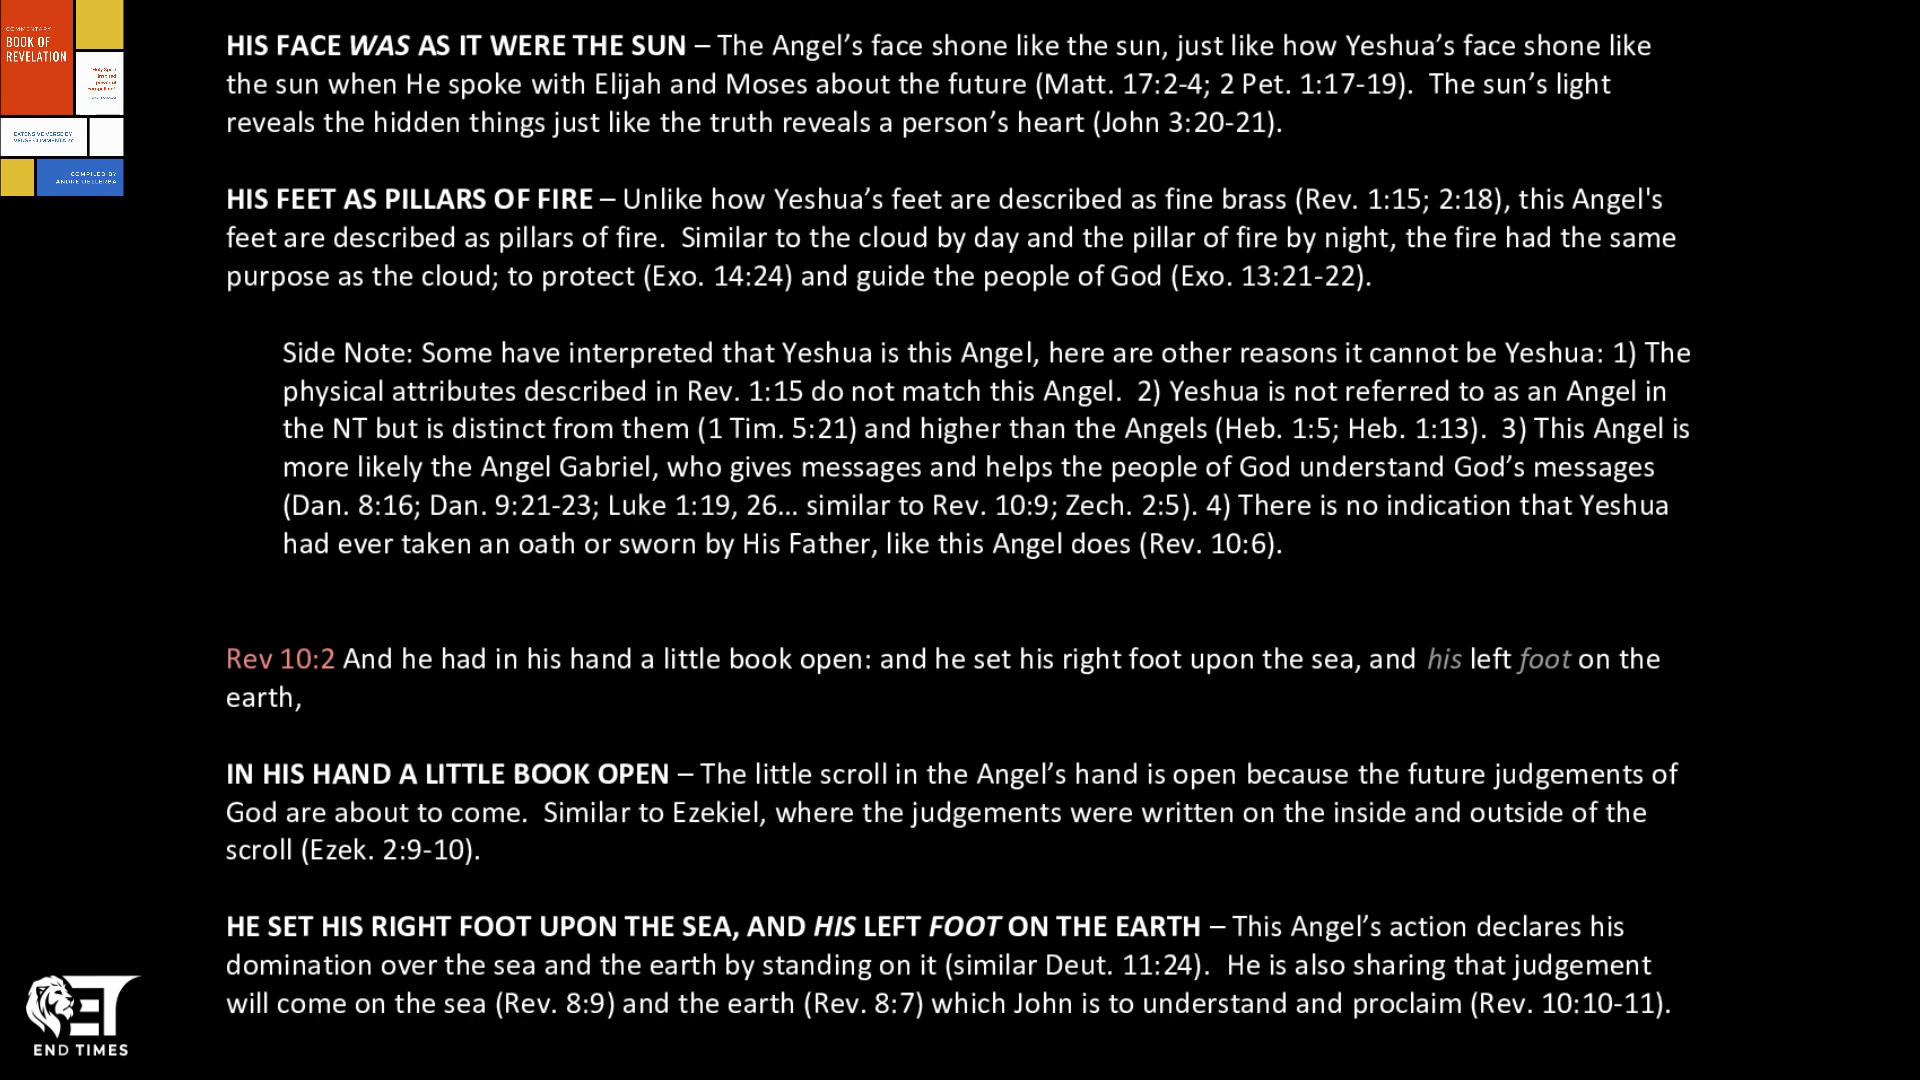 COMMENTARY
BOOK OF
REVELATION
EXTENSIVE VERSE BY
VERSE COMMENTARY
COMPILED BY
HIS FACE WAS AS IT WERE THE SUN – The Angel’s face shone like the sun, just like how Yeshua’s face shone like
the sun when He spoke with Elijah and Moses about the future (Matt. 17:2-4; 2 Pet. 1:17-19).  The sun’s light
reveals the hidden things just like the truth reveals a person’s heart (John 3:20-21).
HIS FEET AS PILLARS OF FIRE – Unlike how Yeshua’s feet are described as fine brass (Rev. 1:15; 2:18), this Angel's
feet are described as pillars of fire.  Similar to the cloud by day and the pillar of fire by night, the fire had the same
purpose as the cloud; to protect (Exo. 14:24) and guide the people of God (Exo. 13:21-22).
Side Note: Some have interpreted that Yeshua is this Angel, here are other reasons it cannot be Yeshua: 1) The
physical attributes described in Rev. 1:15 do not match this Angel.  2) Yeshua is not referred to as an Angel in
the NT but is distinct from them (1 Tim. 5:21) and higher than the Angels (Heb. 1:5; Heb. 1:13).  3) This Angel is
more likely the Angel Gabriel, who gives messages and helps the people of God understand God’s messages
(Dan. 8:16; Dan. 9:21-23; Luke 1:19, 26... similar to Rev. 10:9; Zech. 2:5). 4) There is no indication that Yeshua
had ever taken an oath or sworn by His Father, like this Angel does (Rev. 10:6).
Rev 10:2 And he had in his hand a little book open: and he set his right foot upon the sea, and his left foot on the
earth,
IN HIS HAND A LITTLE BOOK OPEN – The little scroll in the Angel’s hand is open because the future judgements of
God are about to come.  Similar to Ezekiel, where the judgements were written on the inside and outside of the
scroll (Ezek. 2:9-10).
HE SET HIS RIGHT FOOT UPON THE SEA, AND HIS LEFT FOOT ON THE EARTH – This Angel’s action declares his
domination over the sea and the earth by standing on it (similar Deut. 11:24).  He is also sharing that judgement
will come on the sea (Rev. 8:9) and the earth (Rev. 8:7) which John is to understand and proclaim (Rev. 10:10-11).
ET
END TIMES